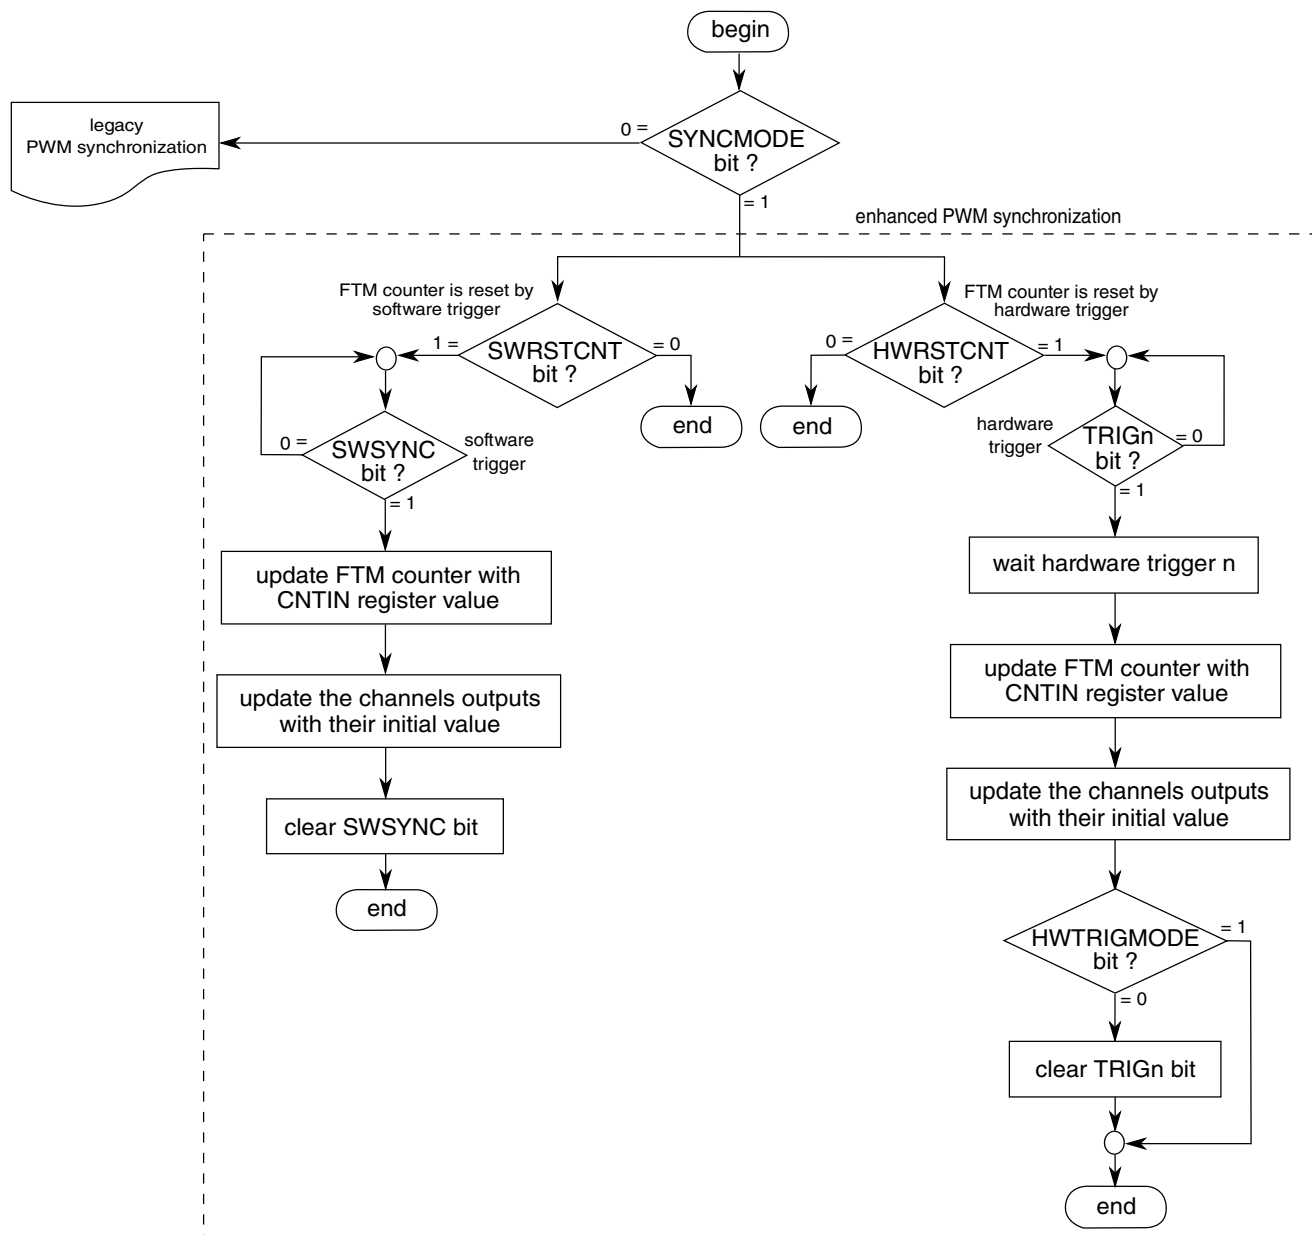 begin
legacy
PWM synchronization
0 =
SYNCMODE
bit ?
= 1
enhanced PWM synchronization
FTM counter is reset by
software trigger
FTM counter is reset by
hardware trigger
1 =
SWRSTCNT
bit ?
= 0
0 =
HWRSTCNT
bit ?
= 1
end
end
0 =
SWSYNC
bit ?
software
trigger
= 1
hardware
trigger
TRIGn
bit ?
= 0
= 1
update FTM counter with
CNTIN register value
wait hardware trigger n
update the channels outputs
with their initial value
update FTM counter with
CNTIN register value
clear SWSYNC bit
update the channels outputs
with their initial value
end
HWTRIGMODE
bit ?
= 1
= 0
clear TRIGn bit
end